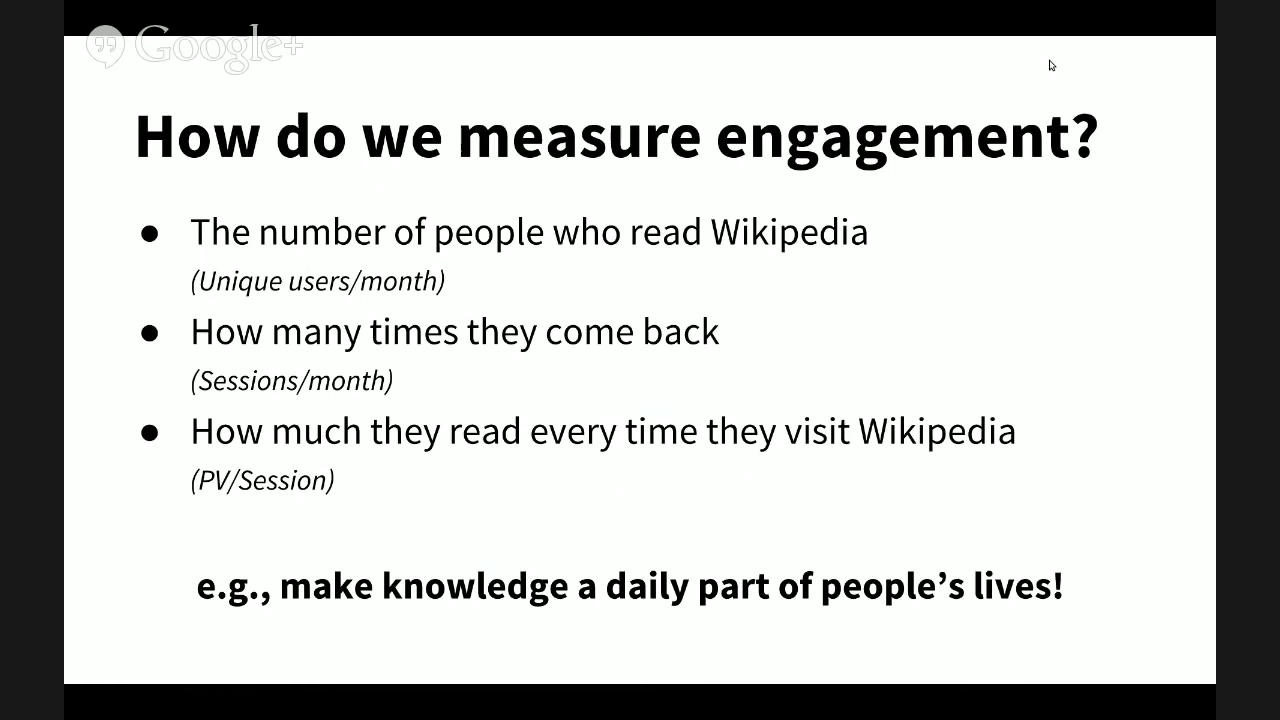 Google+
How do we measure engagement?
● The number of people who read Wikipedia
(Unique users/month)
● How many times they come back
(Sessions/month)
● How much they read every time they visit Wikipedia
(PV/Session)
e.g., make knowledge a daily part of people’s lives!